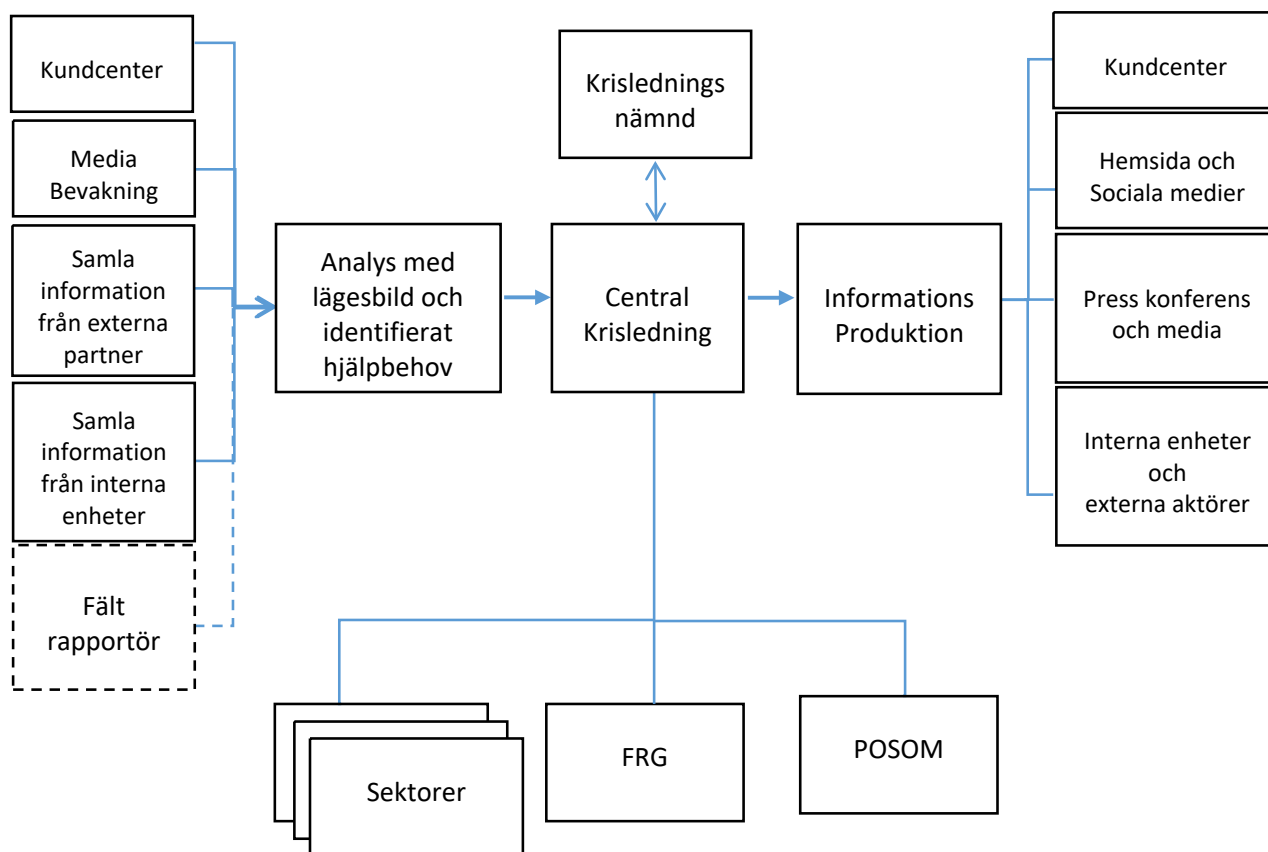 Kundcenter
Media
Bevakning
Samla
information
från externa
partner
Samla
information
från interna
enheter
Fält
rapportör
Analys med
lägesbild och
identifierat
hjälpbehov
Krislednings
nämnd
Central
Krisledning
Informations
Produktion
Kundcenter
Hemsida och
Sociala medier
Press konferens
och media
Interna enheter
och
externa aktörer
Sektorer
FRG
POSOM